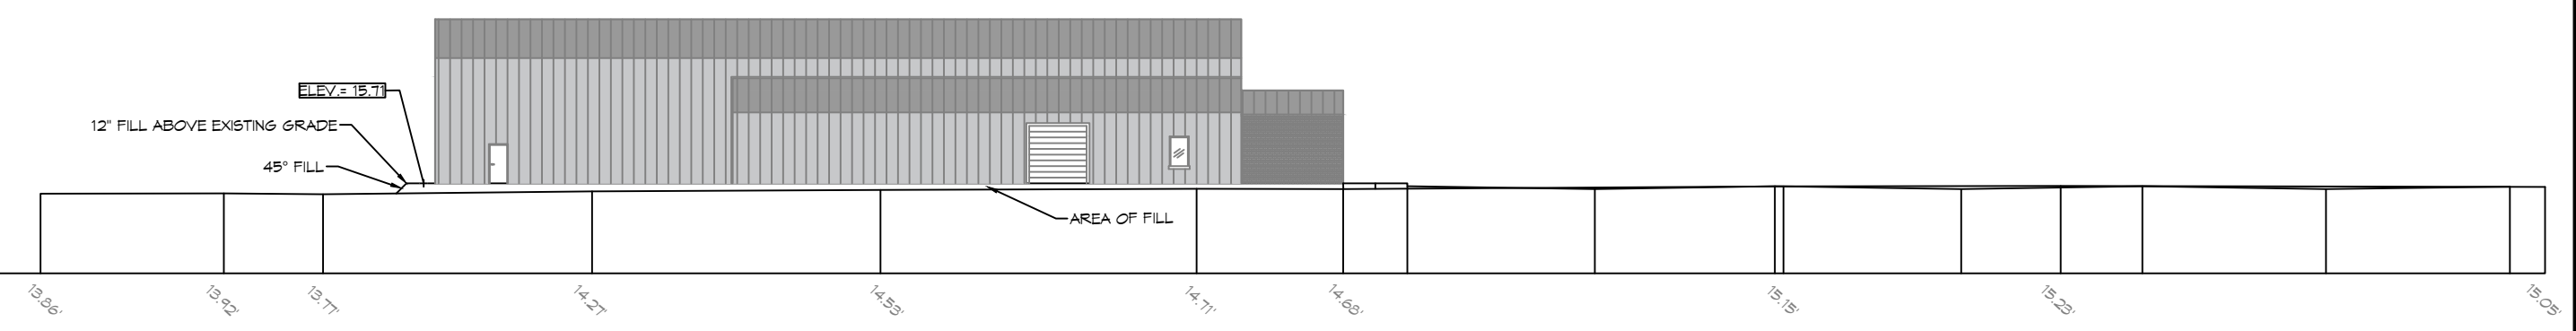 ELEV.= 15.71
12" FILL ABOVE EXISTING GRADE
45° FILL
AREA OF FILL
13.86'
13.92'
13.77'
14.27'
14.53'
14.71'
14.68'
15.15'
15.23'
15.05'